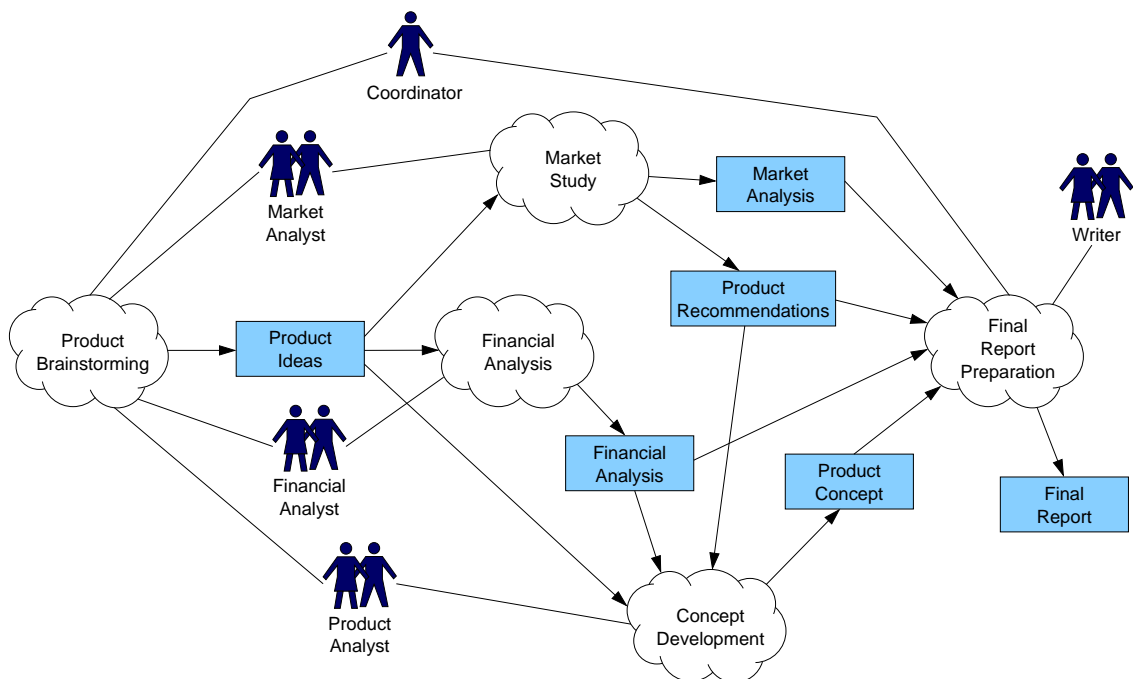 Coordinator
Market
Study
Market
Analysis
Market
Analyst
Writer
Product
Recommendations
Product
Brainstorming
Product
Ideas
Financial
Analysis
Final
Report
Preparation
Financial
Analyst
Financial
Analysis
Product
Concept
Final
Report
Product
Analyst
Concept
Development